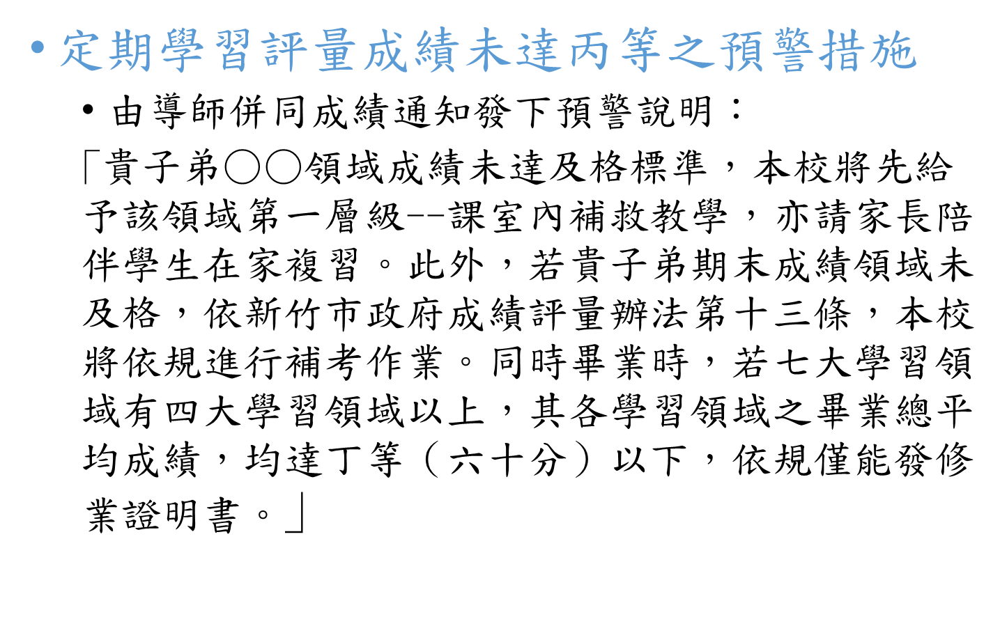 • 定期學習評量成績未達丙等之預警措施
• 由導師併同成績通知發下預警說明：
「貴子弟○○領域成績未達及格標準，本校將先給
予該領域第一層級--課室內補救教學，亦請家長陪
伴學生在家複習。此外，若貴子弟期末成績領域未
及格，依新竹市政府成績評量辦法第十三條，本校
將依規進行補考作業。同時畢業時，若七大學習領
域有四大學習領域以上，其各學習領域之畢業總平
均成績，均達丁等（六十分）以下，依規僅能發修
業證明書。」